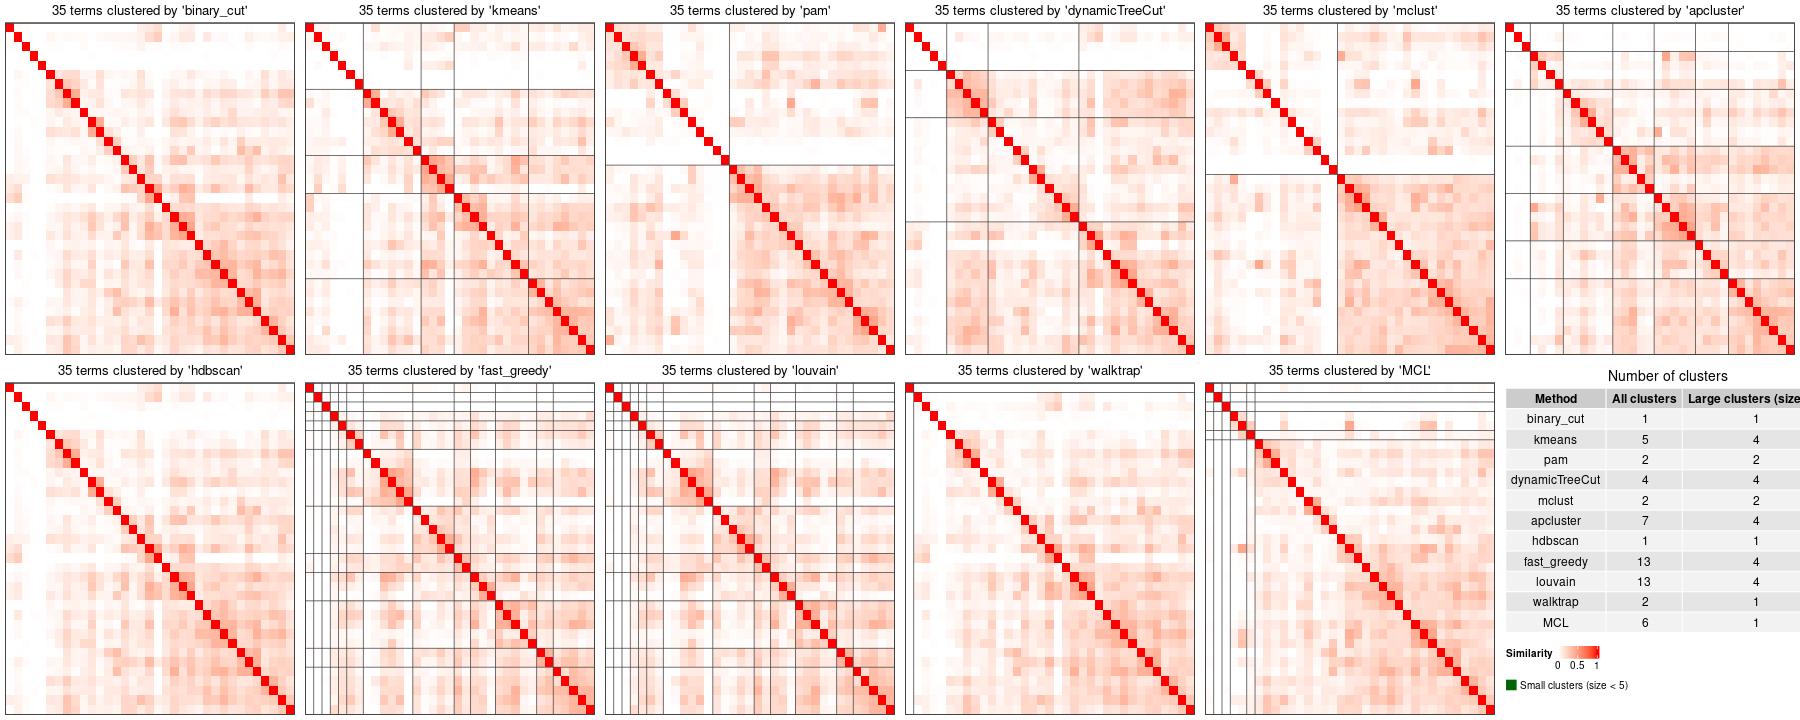 35 terms clustered by 'binary_cut'
35 terms clustered by 'kmeans'
35 terms clustered by 'pam'
35 terms clustered by 'dynamicTreeCut'
35 terms clustered by 'mclust'
35 terms clustered by 'apcluster'
35 terms clustered by 'hdbscan'
35 terms clustered by 'fast_greedy'
35 terms clustered by 'louvain'
35 terms clustered by 'walktrap'
35 terms clustered by 'MCL'
Number of clusters
Method All clusters Large clusters (size
binary_cut 1 1
kmeans 5 4
pam 2 2
dynamicTreeCut 4 4
mclust 2 2
apcluster 7 4
hdbscan 1 1
fast_greedy 13 4
louvain 13 4
walktrap 2 1
MCL 6 1
Similarity
0 0.5 1
Small clusters (size < 5)